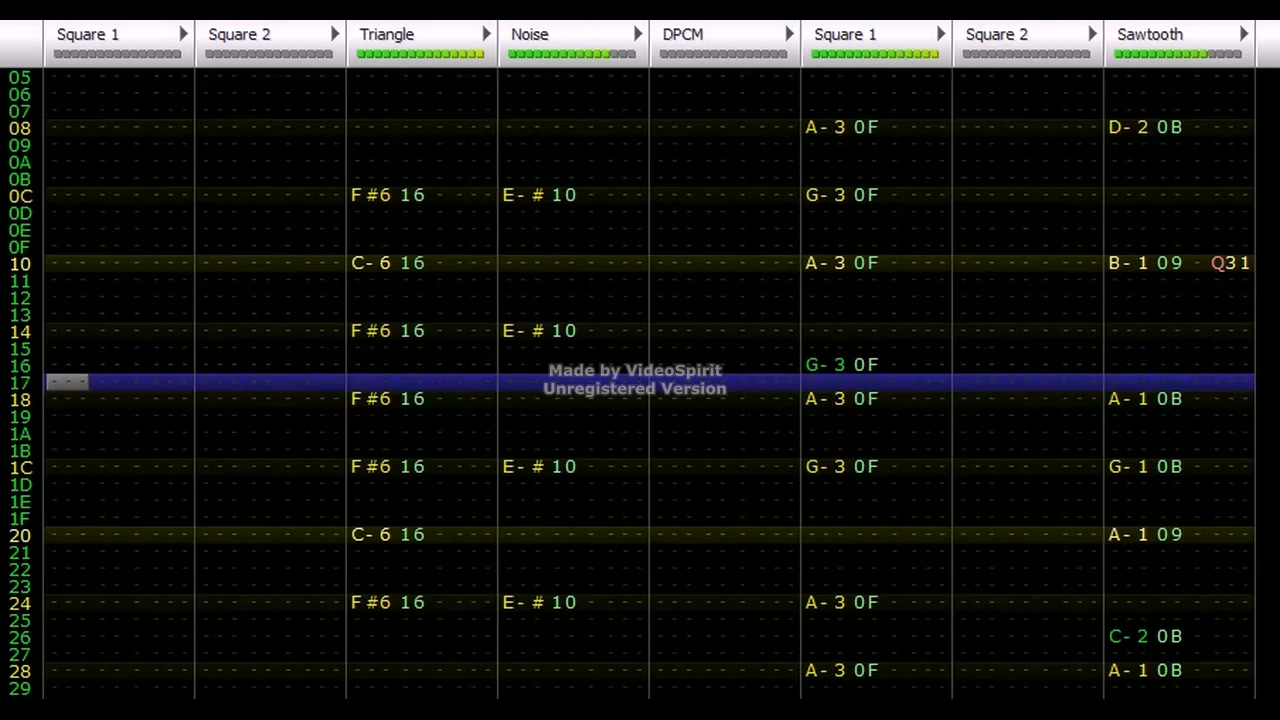 Square 1 Square 2 Triangle Noise DPCM Square 1 Square 2 Sawtooth
05
06
07
08 A-3 0F D-2 0B
09
0A
0B
0C F#6 16 E-# 10 G-3 0F
0D
0E
0F
10 C-6 16 A-3 0F B-1 09 Q31
11
12
13
14 F#6 16 E-# 10
15
16 G-3 0F
Made by VideoSpirit
17 ---
Unregistered Version
18 F#6 16 A-3 0F A-1 0B
19
1A
1B
1C F#6 16 E-# 10 G-3 0F G-1 0B
1D
1E
1F
20 C-6 16 A-1 09
21
22
23
24 F#6 16 E-# 10 A-3 0F
25
26 C-2 0B
27
28 A-3 0F A-1 0B
29